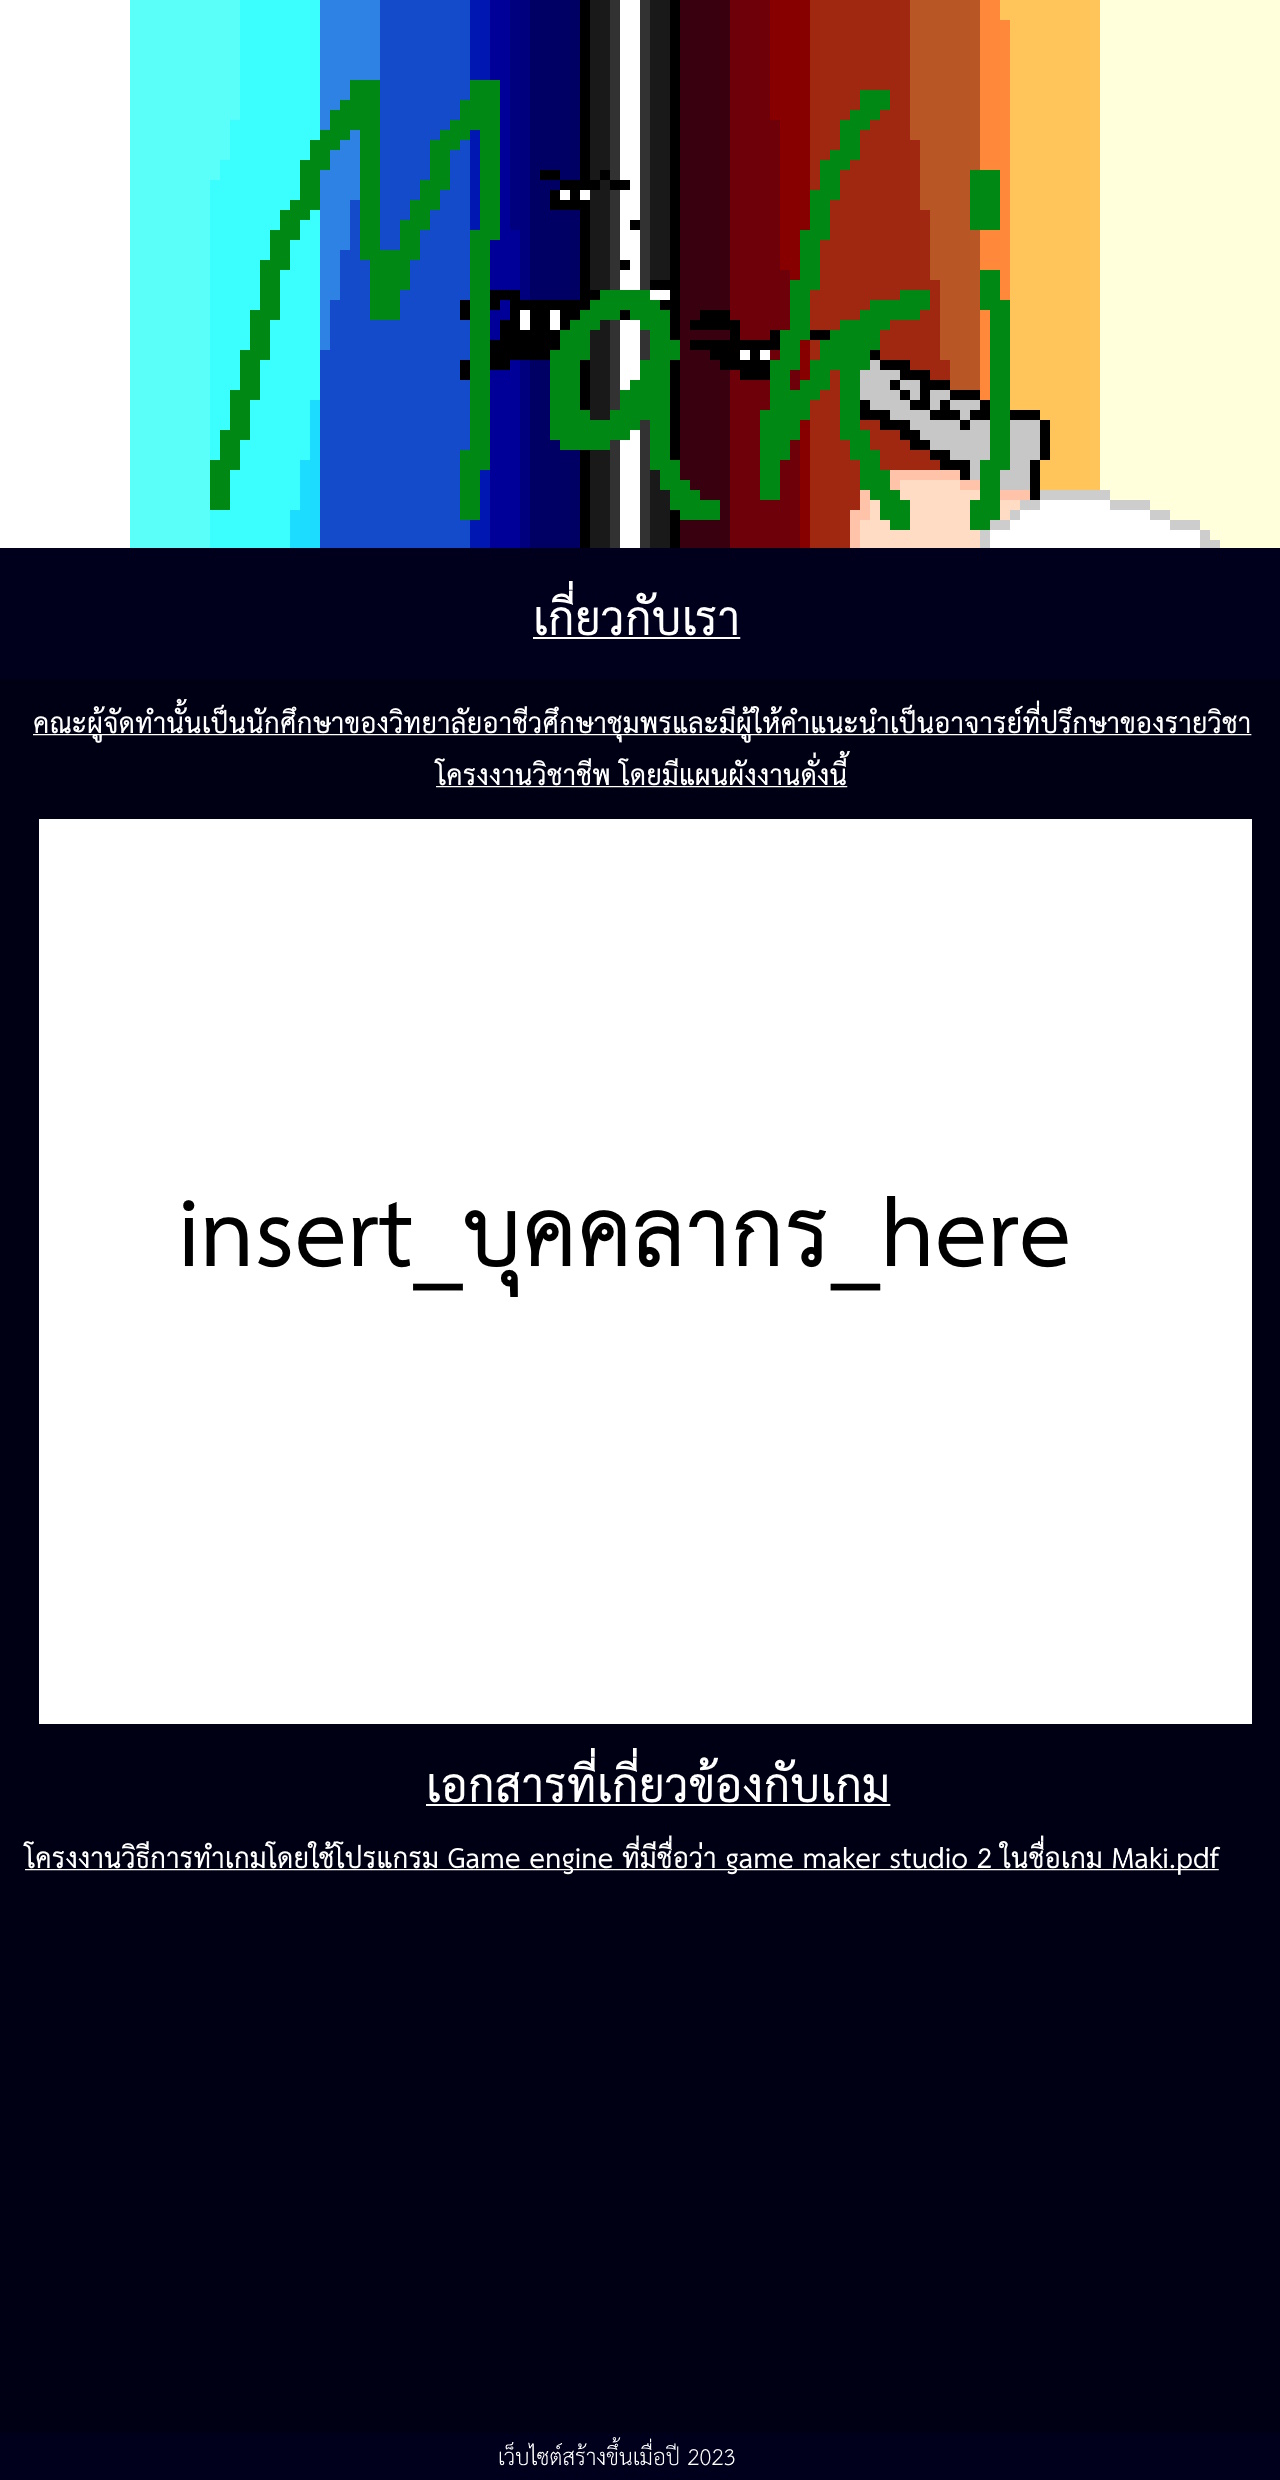 Maki
เกี่ยวกับเรา
คณะผู้จัดทำนั้นเป็นนักศึกษาของวิทยาลัยอาชีวศึกษาชุมพรและมีผู้ให้คำแนะนำเป็นอาจารย์ที่ปรึกษาของรายวิชา
โครงงานวิชาชีพ โดยมีแผนผังงานดั่งนี้
insert_บุคคลากร_here
เอกสารที่เกี่ยวข้องกับเกม
โครงงานวิธีการทำเกมโดยใช้โปรแกรม Game engine ที่มีชื่อว่า game maker studio 2 ในชื่อเกม Maki.pdf
เว็บไซต์สร้างขึ้นเมื่อปี 2023